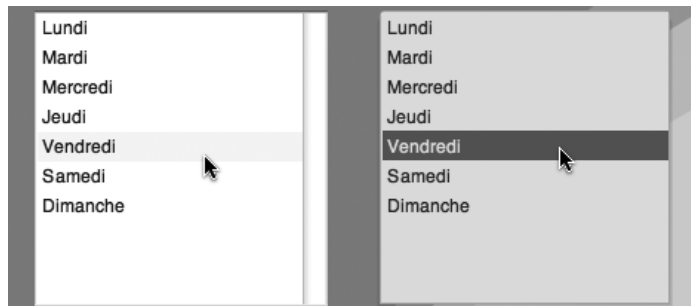 Lundi
Mardi
Mercredi
Jeudi
Vendredi
Samedi
Dimanche
Lundi
Mardi
Mercredi
Jeudi
Vendredi
Samedi
Dimanche